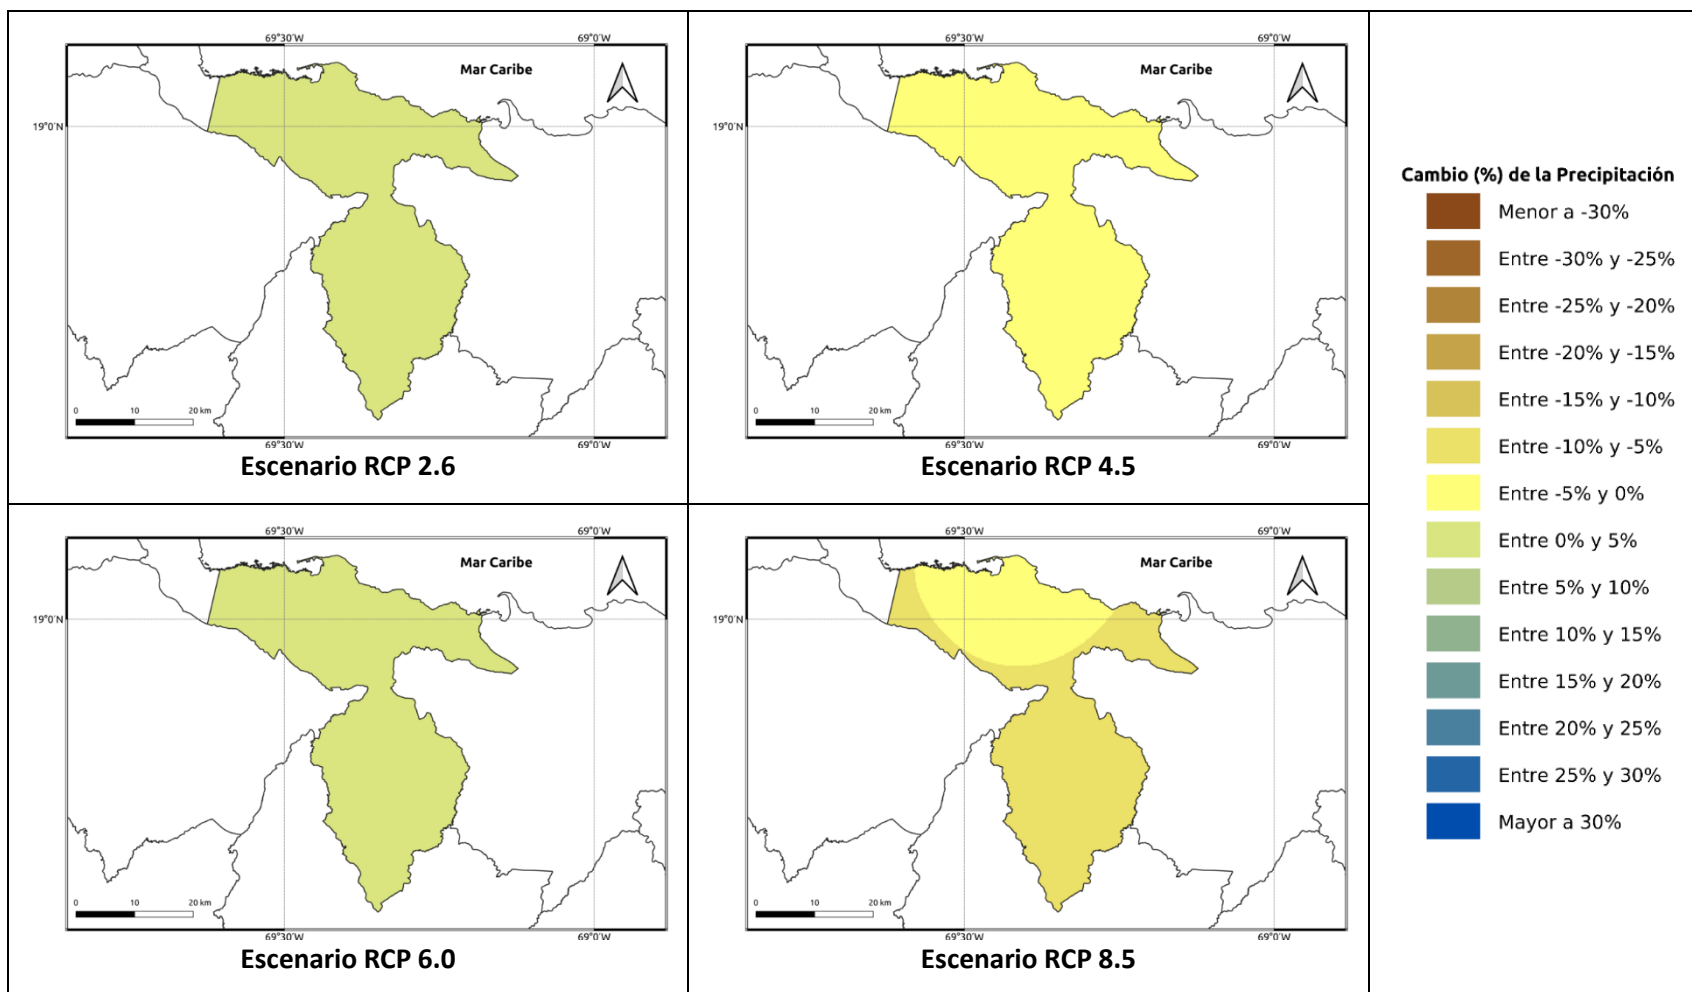 69°30'W 69°0'W
Mar Caribe
19°0'N
0 10 20 km
69°30'W 69°0'W
Escenario RCP 2.6
69°30'W 69°0'W
Mar Caribe
19°0'N
0 10 20 km
69°30'W 69°0'W
Escenario RCP 4.5
69°30'W 69°0'W
Mar Caribe
19°0'N
0 10 20 km
69°30'W 69°0'W
Escenario RCP 6.0
69°30'W 69°0'W
Mar Caribe
19°0'N
0 10 20 km
69°30'W 69°0'W
Escenario RCP 8.5
Cambio (%) de la Precipitación
Menor a -30%
Entre -30% y -25%
Entre -25% y -20%
Entre -20% y -15%
Entre -15% y -10%
Entre -10% y -5%
Entre -5% y 0%
Entre 0% y 5%
Entre 5% y 10%
Entre 10% y 15%
Entre 15% y 20%
Entre 20% y 25%
Entre 25% y 30%
Mayor a 30%